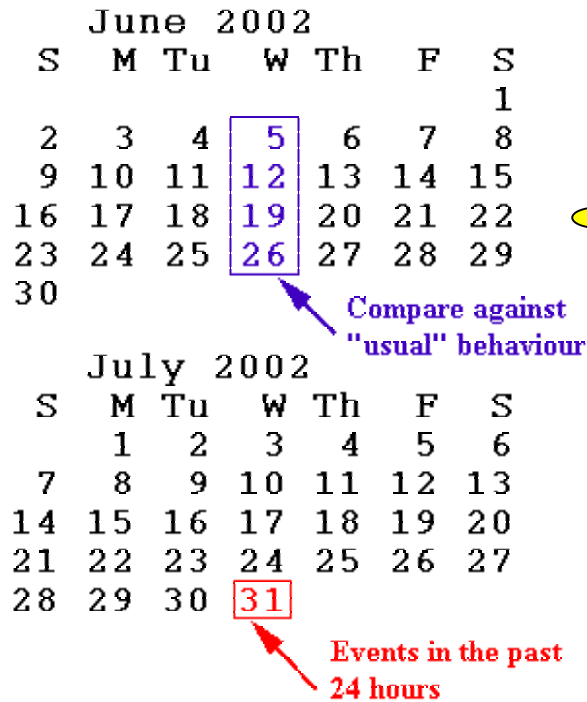 June 2002
S M Tu W Th F S
1
2 3 4 5 6 7 8
9 10 11 12 13 14 15
16 17 18 19 20 21 22
23 24 25 26 27 28 29
30
Compare against
"usual" behaviour
July 2002
S M Tu W Th F S
1 2 3 4 5 6
7 8 9 10 11 12 13
14 15 16 17 18 19 20
21 22 23 24 25 26 27
28 29 30 31
Events in the past
24 hours